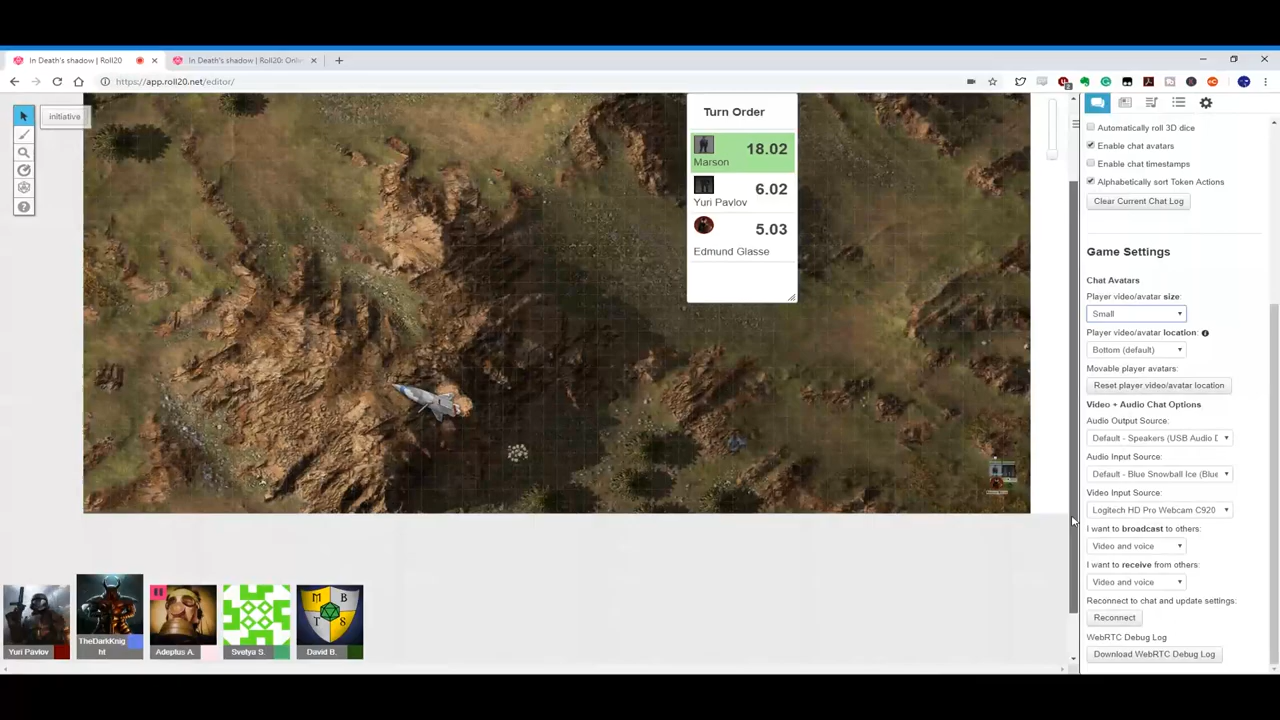 In Death's shadow | Roll20
In Death's shadow | Roll20: Onli
https://app.roll20.net/editor/
initiative
Turn Order
18.02
Marson
6.02
Yuri Pavlov
5.03
Edmund Glasse
Automatically roll 3D dice
Enable chat avatars
Enable chat timestamps
Alphabetically sort Token Actions
Clear Current Chat Log
Game Settings
Chat Avatars
Player video/avatar size:
Small
Player video/avatar location:
Bottom (default)
Movable player avatars:
Reset player video/avatar location
Video + Audio Chat Options
Audio Output Source:
Default - Speakers (USB Audio D
Audio Input Source:
Default - Blue Snowball Ice (Blue
Video Input Source:
Logitech HD Pro Webcam C920
I want to broadcast to others:
Video and voice
I want to receive from others:
Video and voice
Reconnect to chat and update settings:
Reconnect
WebRTC Debug Log
Download WebRTC Debug Log
Yuri Pavlov
TheDarkKnig
ht
Adeptus A.
Svetya S.
M B
T S
David B.